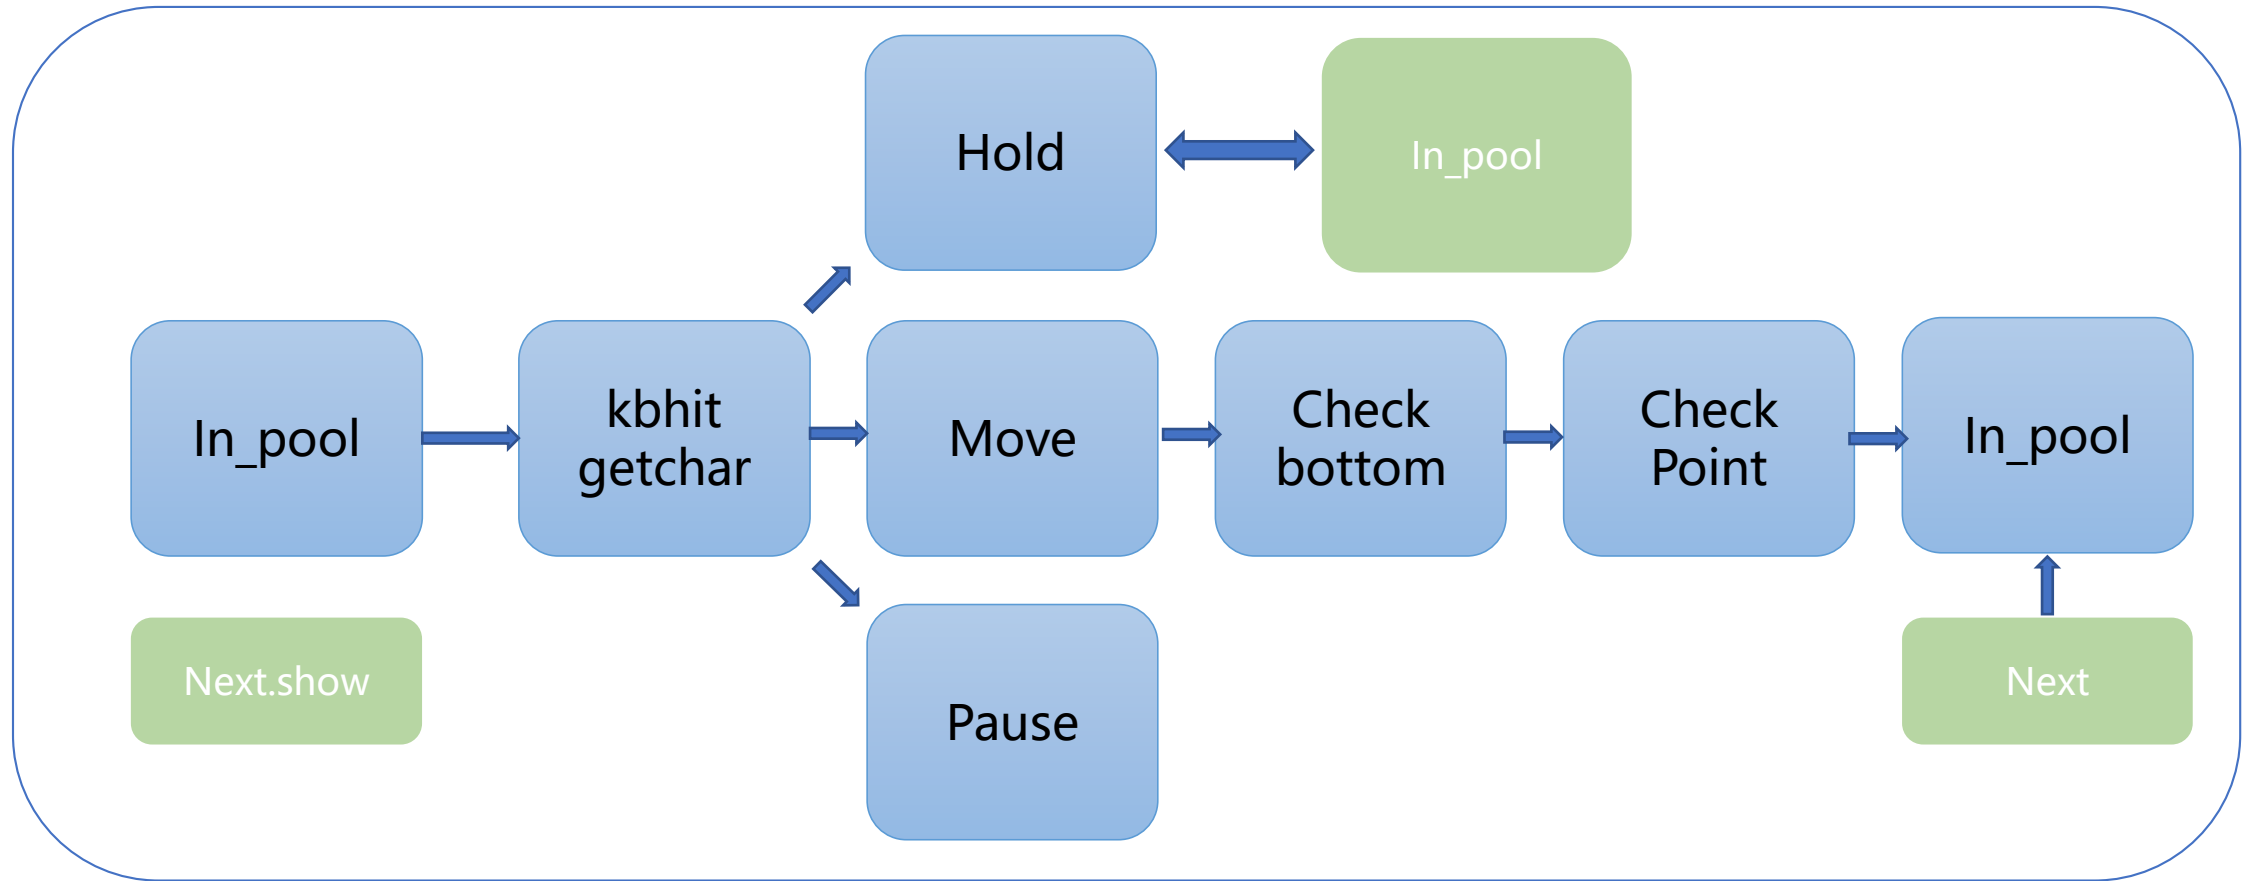 Hold
In_pool
In_pool
kbhit
getchar
Move
Check
bottom
Check
Point
In_pool
Next.show
Pause
Next